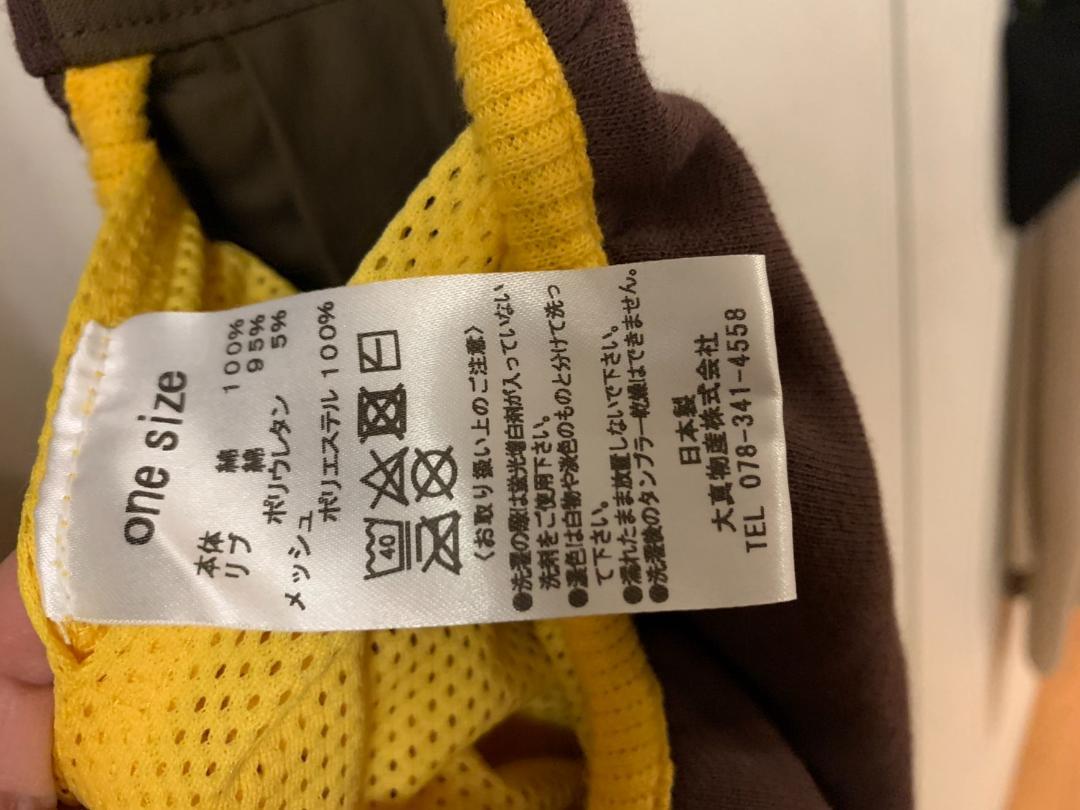 one size
本体 綿 100%
リブ 綿 95%
ポリウレタン 5%
メッシュ
ポリエステル 100%
40
〈お取り扱い上のご注意〉
●洗濯の際は蛍光増白剤が入っていない
洗剤をご使用下さい。
●濃色は白物や淡色のものと分けて洗っ
て下さい。
●濡れたまま放置しないで下さい。
●洗濯後のタンブラー乾燥はできません。
日本製
大真物産株式会社
TEL 078-341-4558